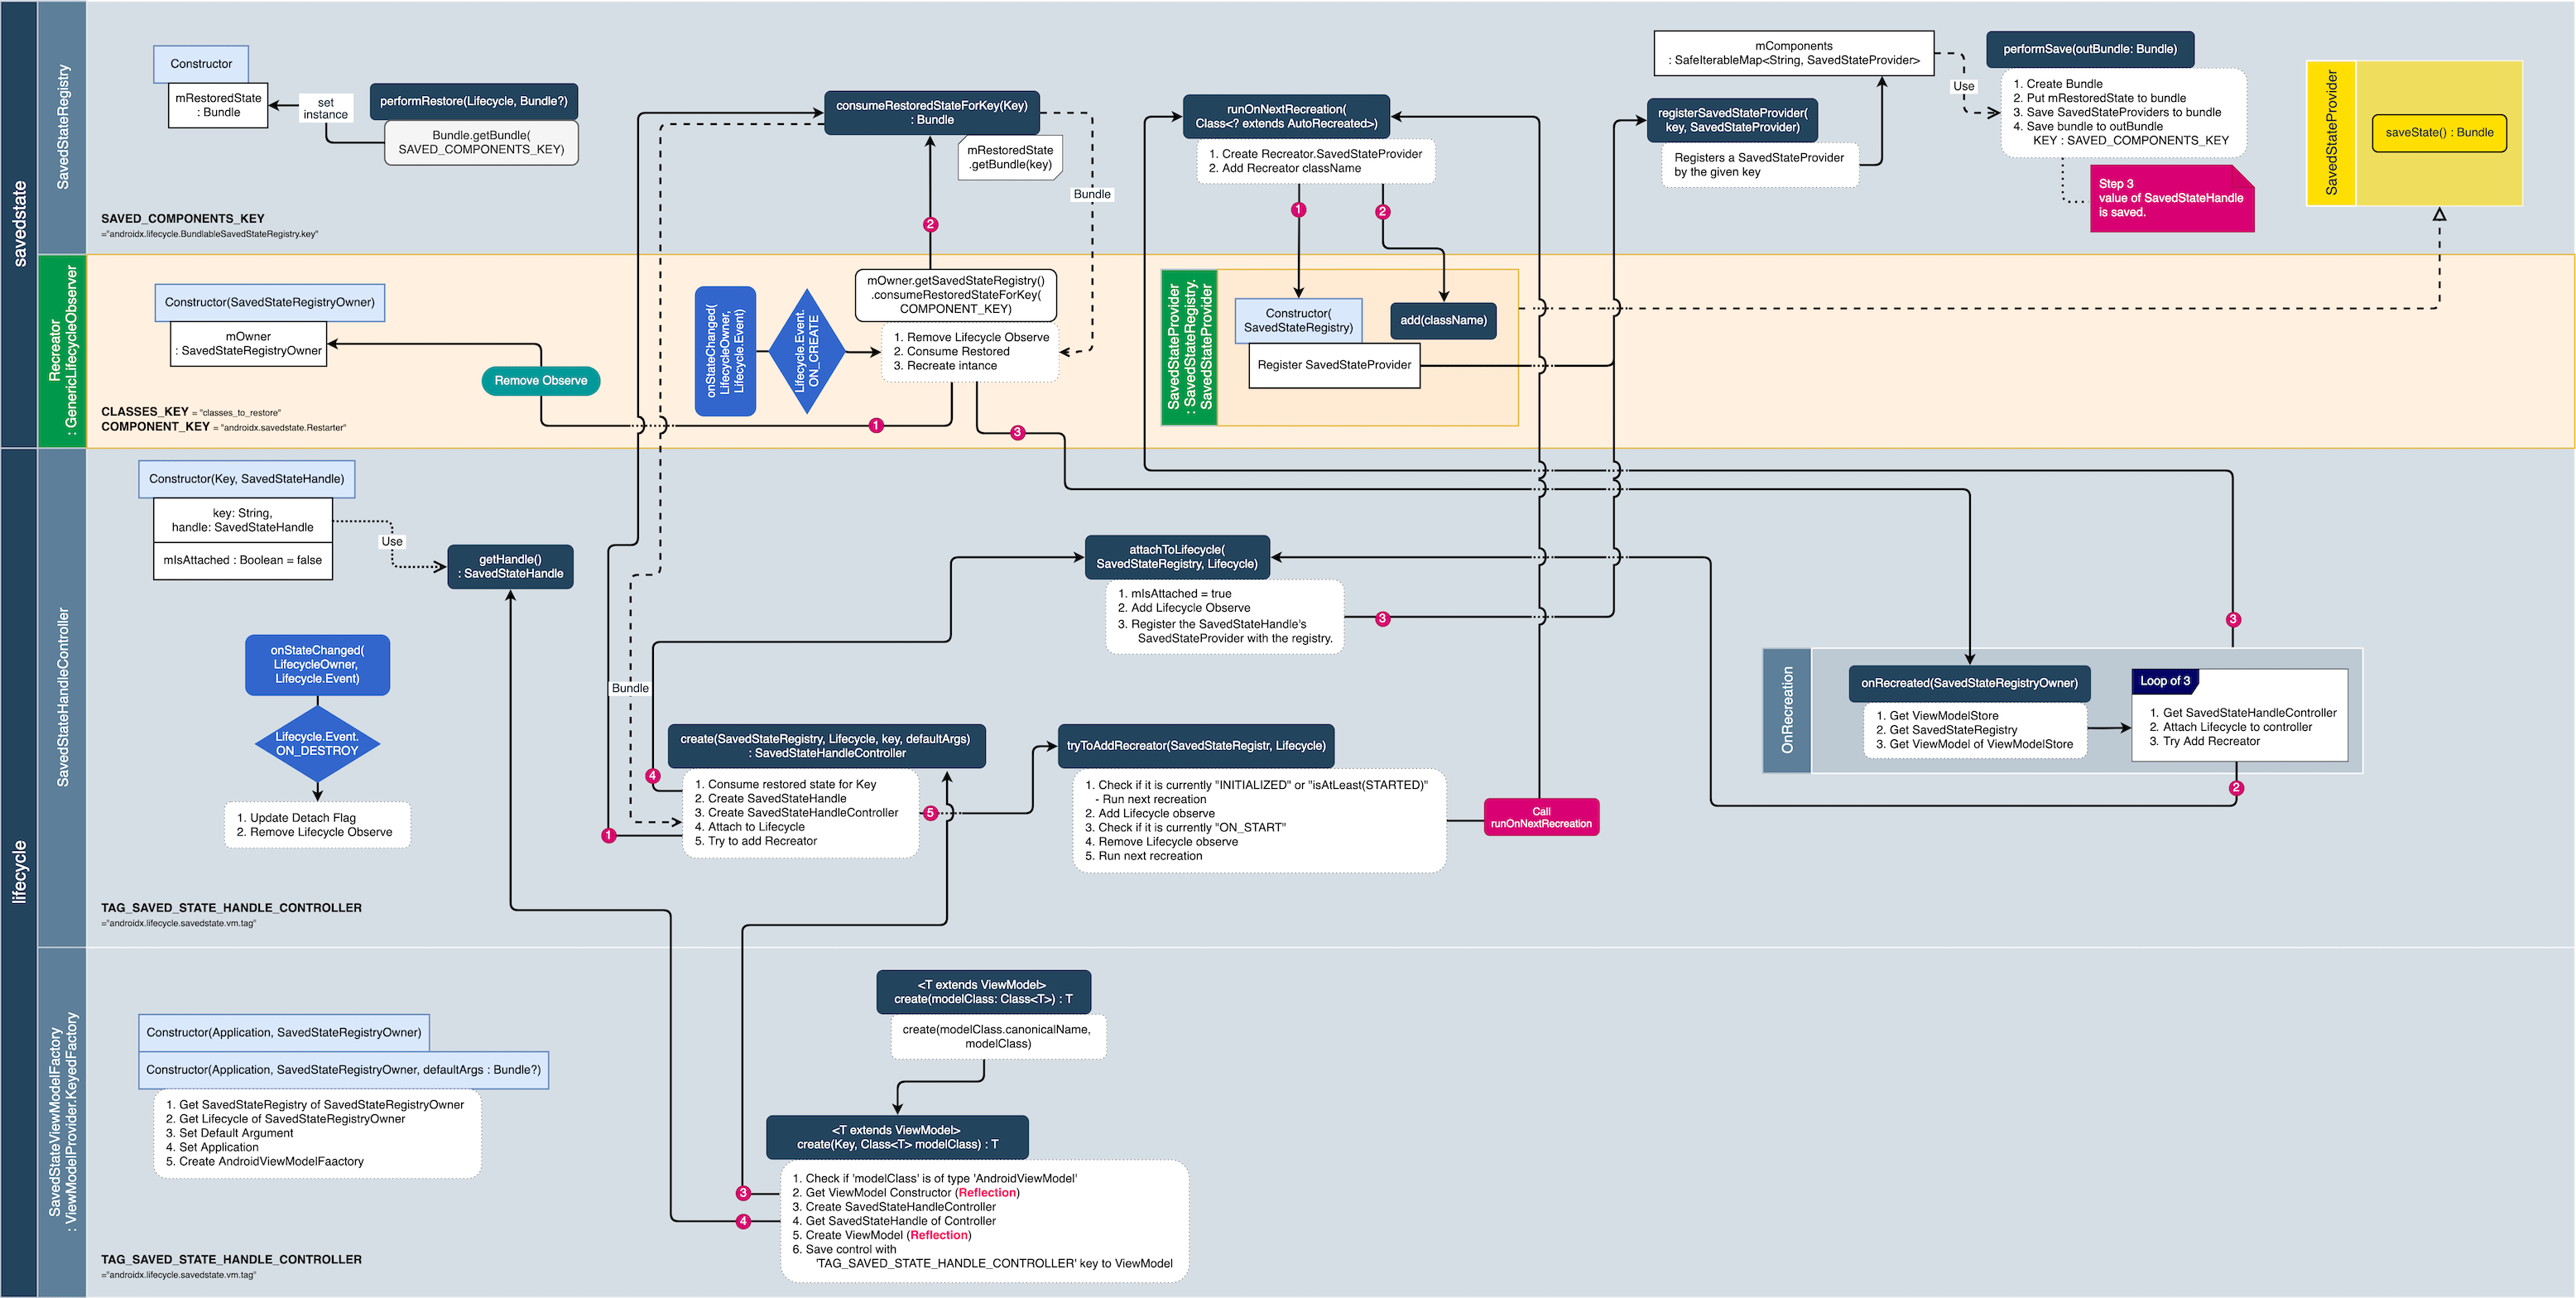 savedstate
SavedStateRegistry
Constructor
mRestoredState
: Bundle
set
instance
performRestore(Lifecycle, Bundle?)
Bundle.getBundle(
SAVED_COMPONENTS_KEY)
SAVED_COMPONENTS_KEY
="androidx.lifecycle.BundlableSavedStateRegistry.key"
consumeRestoredStateForKey(Key)
: Bundle
mRestoredState
.getBundle(key)
Bundle
2
runOnNextRecreation(
Class<? extends AutoRecreated>)
1. Create Recreator.SavedStateProvider
2. Add Recreator className
1
2
mComponents
: SafeIterableMap<String, SavedStateProvider>
registerSavedStateProvider(
key, SavedStateProvider)
Registers a SavedStateProvider
by the given key
Use
performSave(outBundle: Bundle)
1. Create Bundle
2. Put mRestoredState to bundle
3. Save SavedStateProviders to bundle
4. Save bundle to outBundle
KEY : SAVED_COMPONENTS_KEY
Step 3
value of SavedStateHandle
is saved.
SavedStateProvider
saveState() : Bundle
Recreator
: GenericLifecycleObserver
Constructor(SavedStateRegistryOwner)
mOwner
: SavedStateRegistryOwner
Remove Observe
CLASSES_KEY = "classes_to_restore"
COMPONENT_KEY = "androidx.savedstate.Restarter"
onStateChanged(
LifecycleOwner,
Lifecycle.Event)
Lifecycle.Event.
ON_CREATE
mOwner.getSavedStateRegistry()
.consumeRestoredStateForKey(
COMPONENT_KEY)
1. Remove Lifecycle Observe
2. Consume Restored
3. Recreate intance
1
3
SavedStateProvider
: SavedStateRegistry.
SavedStateProvider
Constructor(
SavedStateRegistry)
Register SavedStateProvider
add(className)
lifecycle
SavedStateHandleController
Constructor(Key, SavedStateHandle)
key: String,
handle: SavedStateHandle
mIsAttached : Boolean = false
Use
getHandle()
: SavedStateHandle
onStateChanged(
LifecycleOwner,
Lifecycle.Event)
Lifecycle.Event.
ON_DESTROY
1. Update Detach Flag
2. Remove Lifecycle Observe
TAG_SAVED_STATE_HANDLE_CONTROLLER
="androidx.lifecycle.savedstate.vm.tag"
attachToLifecycle(
SavedStateRegistry, Lifecycle)
1. mIsAttached = true
2. Add Lifecycle Observe
3. Register the SavedStateHandle's
SavedStateProvider with the registry.
3
Bundle
create(SavedStateRegistry, Lifecycle, key, defaultArgs)
: SavedStateHandleController
1. Consume restored state for Key
2. Create SavedStateHandle
3. Create SavedStateHandleController
4. Attach to Lifecycle
5. Try to add Recreator
4
1
5
tryToAddRecreator(SavedStateRegistr, Lifecycle)
1. Check if it is currently "INITIALIZED" or "isAtLeast(STARTED)"
- Run next recreation
2. Add Lifecycle observe
3. Check if it is currently "ON_START"
4. Remove Lifecycle observe
5. Run next recreation
Call
runOnNextRecreation
OnRecreation
onRecreated(SavedStateRegistryOwner)
1. Get ViewModelStore
2. Get SavedStateRegistry
3. Get ViewModel of ViewModelStore
Loop of 3
1. Get SavedStateHandleController
2. Attach Lifecycle to controller
3. Try Add Recreator
3
2
SavedStateViewModelFactory
: ViewModelProvider.KeyedFactory
Constructor(Application, SavedStateRegistryOwner)
Constructor(Application, SavedStateRegistryOwner, defaultArgs : Bundle?)
1. Get SavedStateRegistry of SavedStateRegistryOwner
2. Get Lifecycle of SavedStateRegistryOwner
3. Set Default Argument
4. Set Application
5. Create AndroidViewModelFaactory
TAG_SAVED_STATE_HANDLE_CONTROLLER
="androidx.lifecycle.savedstate.vm.tag"
<T extends ViewModel>
create(modelClass: Class<T>) : T
create(modelClass.canonicalName,
modelClass)
<T extends ViewModel>
create(Key, Class<T> modelClass) : T
1. Check if 'modelClass' is of type 'AndroidViewModel'
2. Get ViewModel Constructor (Reflection)
3. Create SavedStateHandleController
4. Get SavedStateHandle of Controller
5. Create ViewModel (Reflection)
6. Save control with
'TAG_SAVED_STATE_HANDLE_CONTROLLER' key to ViewModel
3
4